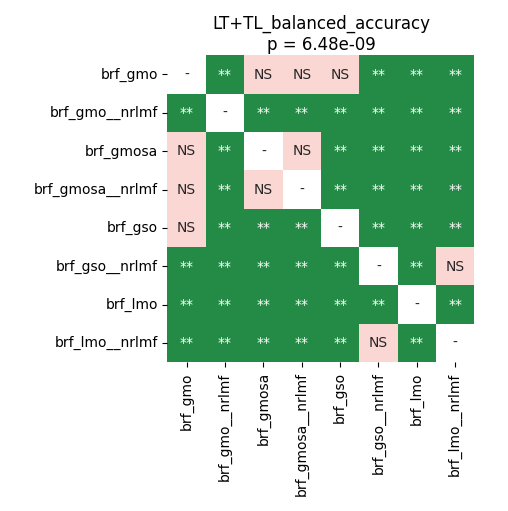 LT+TL_balanced_accuracy
p = 6.48e-09
brf_gmo - ** NS NS NS ** ** **
brf_gmo__nrlmf ** - ** ** ** ** ** **
brf_gmosa NS ** - NS ** ** ** **
brf_gmosa__nrlmf NS ** NS - ** ** ** **
brf_gso NS ** ** ** - ** ** **
brf_gso__nrlmf ** ** ** ** ** - ** NS
brf_lmo ** ** ** ** ** ** - **
brf_lmo__nrlmf ** ** ** ** ** NS ** -
brf_gmo
brf_gmo__nrlmf
brf_gmosa
brf_gmosa__nrlmf
brf_gso
brf_gso__nrlmf
brf_lmo
brf_lmo__nrlmf